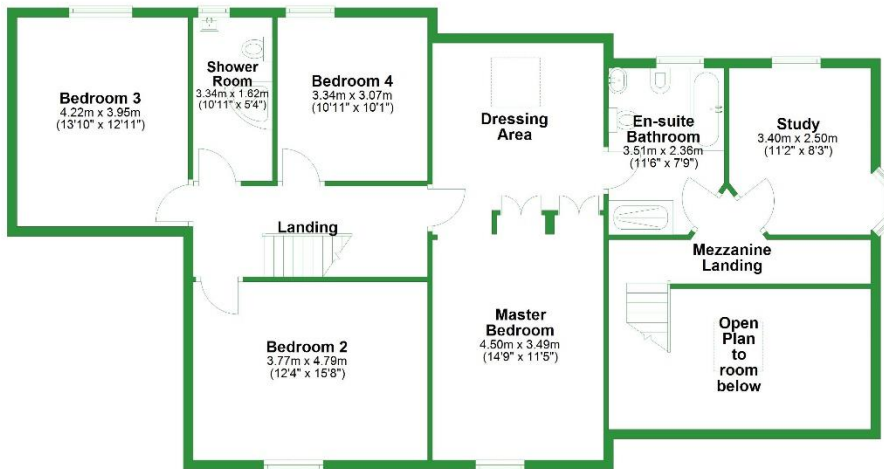 Bedroom 3
4.22m x 3.95m
(13'10" x 12'11")
Shower
Room
3.34m x 1.62m
(10'11" x 5'4")
Bedroom 4
3.34m x 3.07m
(10'11" x 10'1")
Dressing
Area
En-suite
Bathroom
3.51m x 2.36m
(11'6" x 7'9")
Study
3.40m x 2.50m
(11'2" x 8'3")
Landing
Mezzanine
Landing
Bedroom 2
3.77m x 4.79m
(12'4" x 15'8")
Master
Bedroom
4.50m x 3.49m
(14'9" x 11'5")
Open
Plan
to
room
below